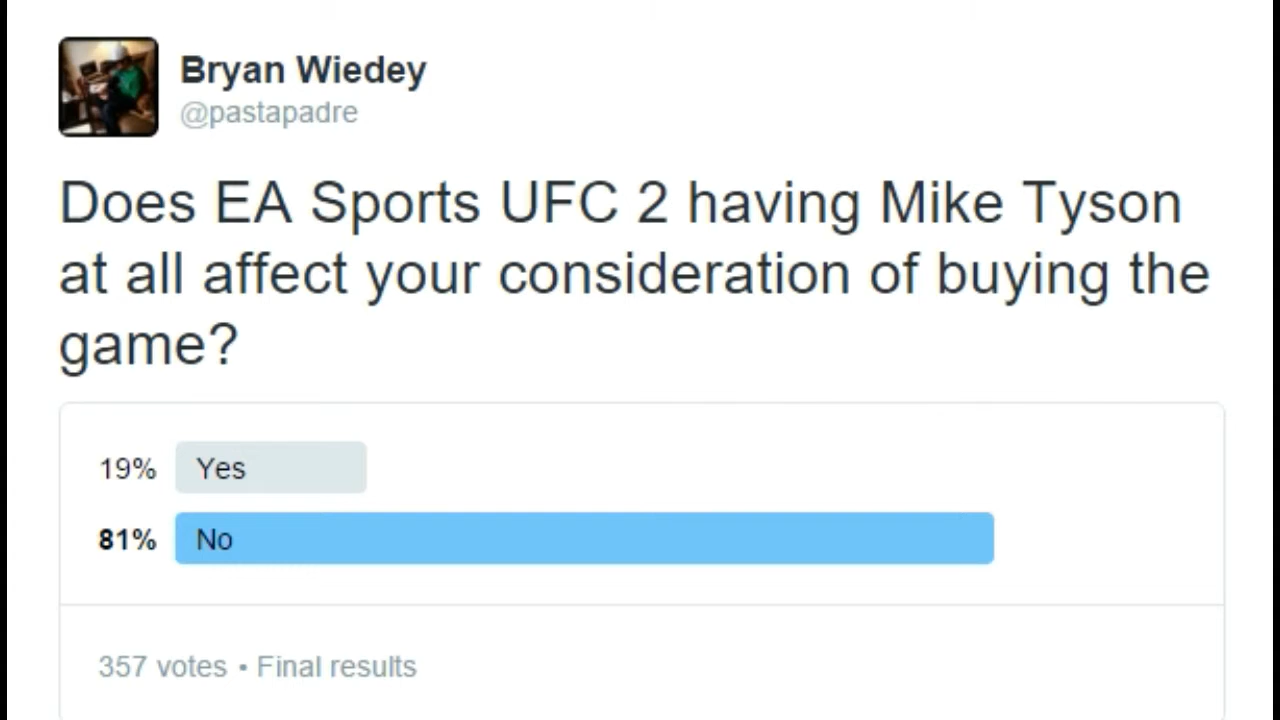 Bryan Wiedey
@pastapadre
Does EA Sports UFC 2 having Mike Tyson
at all affect your consideration of buying the
game?
19% Yes
81% No
357 votes • Final results